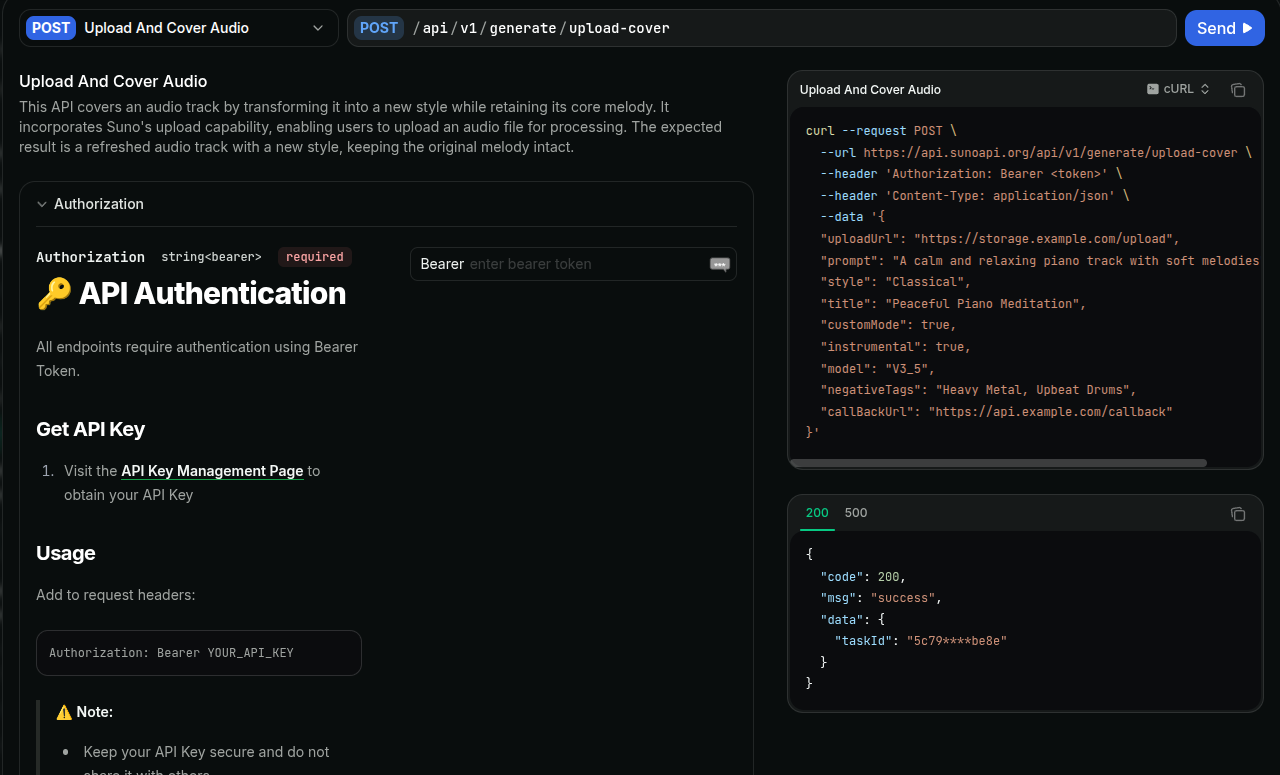 POST Upload And Cover Audio
POST /api/v1/generate/upload-cover
Send
Upload And Cover Audio
This API covers an audio track by transforming it into a new style while retaining its core melody. It
incorporates Suno's upload capability, enabling users to upload an audio file for processing. The expected
result is a refreshed audio track with a new style, keeping the original melody intact.
Authorization
Authorization string<bearer> required
Bearer enter bearer token
🔑 API Authentication
All endpoints require authentication using Bearer
Token.
Get API Key
1. Visit the API Key Management Page to
obtain your API Key
Usage
Add to request headers:
Authorization: Bearer YOUR_API_KEY
⚠️ Note:
• Keep your API Key secure and do not
share it with others
Upload And Cover Audio
cURL
curl --request POST \
--url https://api.sunoapi.org/api/v1/generate/upload-cover \
--header 'Authorization: Bearer <token>' \
--header 'Content-Type: application/json' \
--data '{
"uploadUrl": "https://storage.example.com/upload",
"prompt": "A calm and relaxing piano track with soft melodies
"style": "Classical",
"title": "Peaceful Piano Meditation",
"customMode": true,
"instrumental": true,
"model": "V3_5",
"negativeTags": "Heavy Metal, Upbeat Drums",
"callBackUrl": "https://api.example.com/callback"
}'
200 500
{
"code": 200,
"msg": "success",
"data": {
"taskId": "5c79****be8e"
}
}